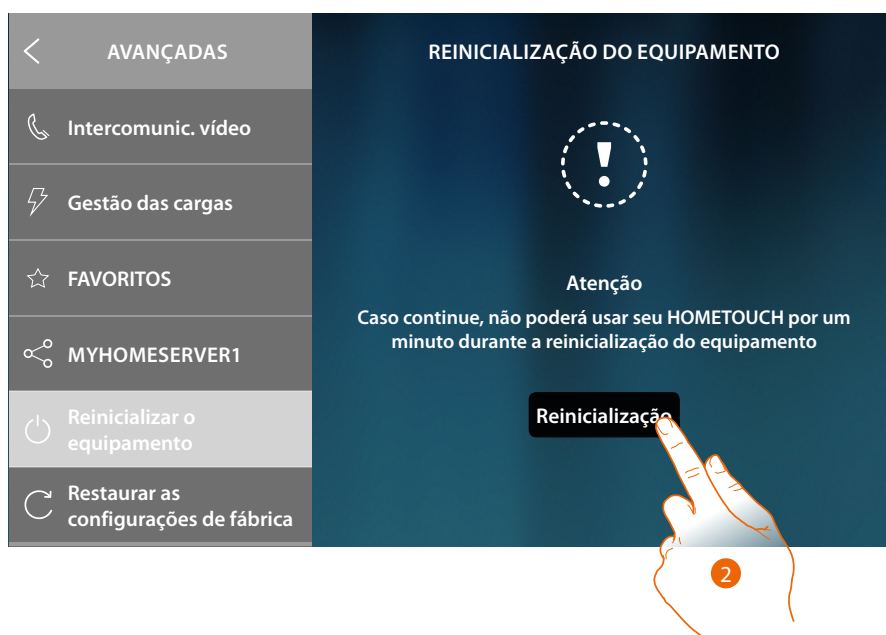 AVANÇADAS
Intercomunic. vídeo
Gestão das cargas
FAVORITOS
MYHOMESERVER1
Reinicializar o
equipamento
Restaurar as
configurações de fábrica
REINICIALIZAÇÃO DO EQUIPAMENTO
!
Atenção
Caso continue, não poderá usar seu HOMETOUCH por um
minuto durante a reinicialização do equipamento
Reinicialização
2